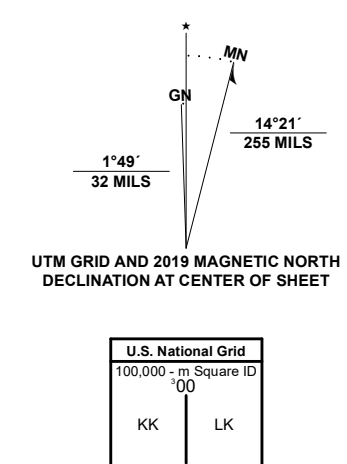 ★
MN
GN
14°21´
255 MILS
1°49´
32 MILS
UTM GRID AND 2019 MAGNETIC NORTH
DECLINATION AT CENTER OF SHEET
U.S. National Grid
100,000 - m Square ID
³00
KK LK